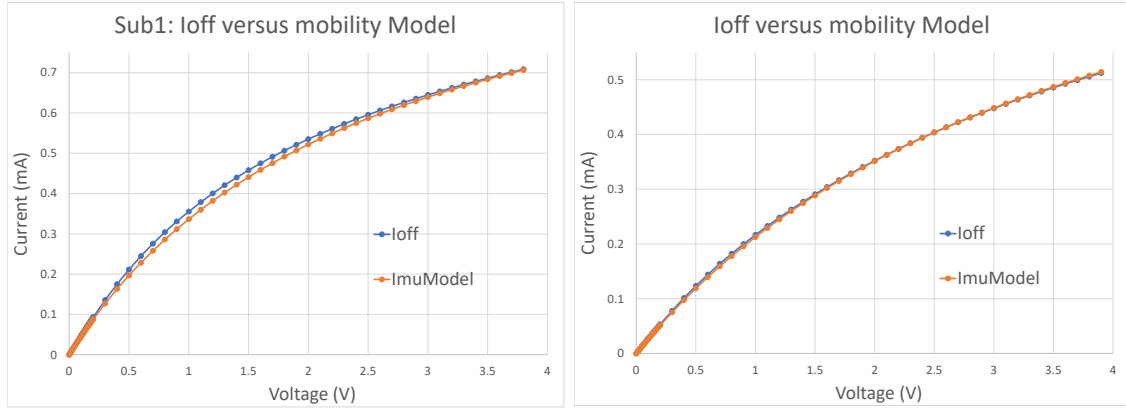 Sub1: Ioff versus mobility Model
0.7
0.6
0.5
0.4
0.3
0.2
0.1
0
Current (mA)
Ioff
ImuModel
0 0.5 1 1.5 2 2.5 3 3.5 4
Voltage (V)
Ioff versus mobility Model
0.5
0.4
0.3
0.2
0.1
0
Current (mA)
Ioff
ImuModel
0 0.5 1 1.5 2 2.5 3 3.5 4
Voltage (V)